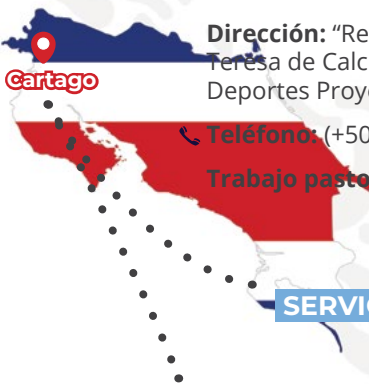 Dirección: “Re
Teresa de Calc
Deportes Proye
Cartago
Teléfono: (+50
Trabajo pasto
SERVIC